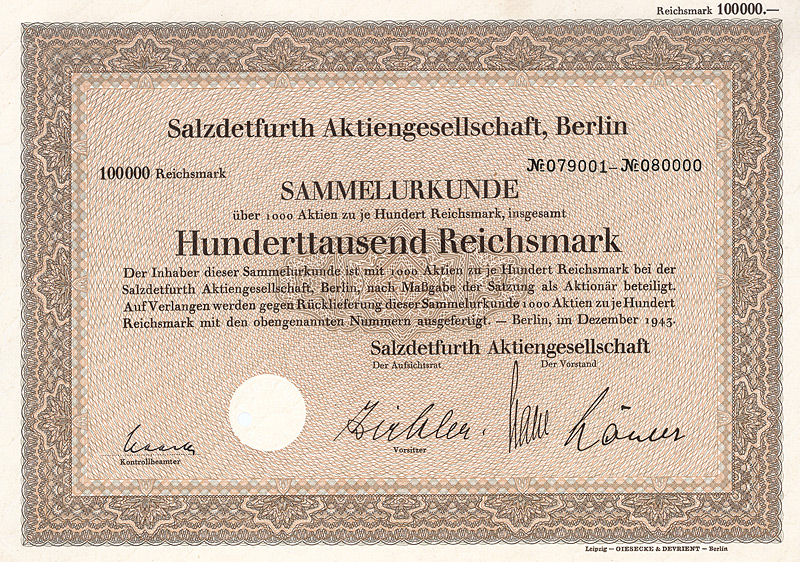 Reichsmark 100000.—
Salzdetfurth Aktiengesellschaft, Berlin
100000 Reichsmark
№079001–№080000
SAMMELURKUNDE
über 1000 Aktien zu je Hundert Reichsmark, insgesamt
Hunderttausend Reichsmark
Der Inhaber dieser Sammelurkunde ist mit 1000 Aktien zu je Hundert Reichsmark bei der
Salzdetfurth Aktiengesellschaft, Berlin, nach Maßgabe der Satzung als Aktionär beteiligt.
Auf Verlangen werden gegen Rücklieferung dieser Sammelurkunde 1000 Aktien zu je Hundert
Reichsmark mit den obengenannten Nummern ausgefertigt. — Berlin, im Dezember 1943.
Salzdetfurth Aktiengesellschaft
Der Aufsichtsrat
Der Vorstand
Vorsitzer
Kontrollbeamter
Leipzig — GIESECKE & DEVRIENT — Berlin